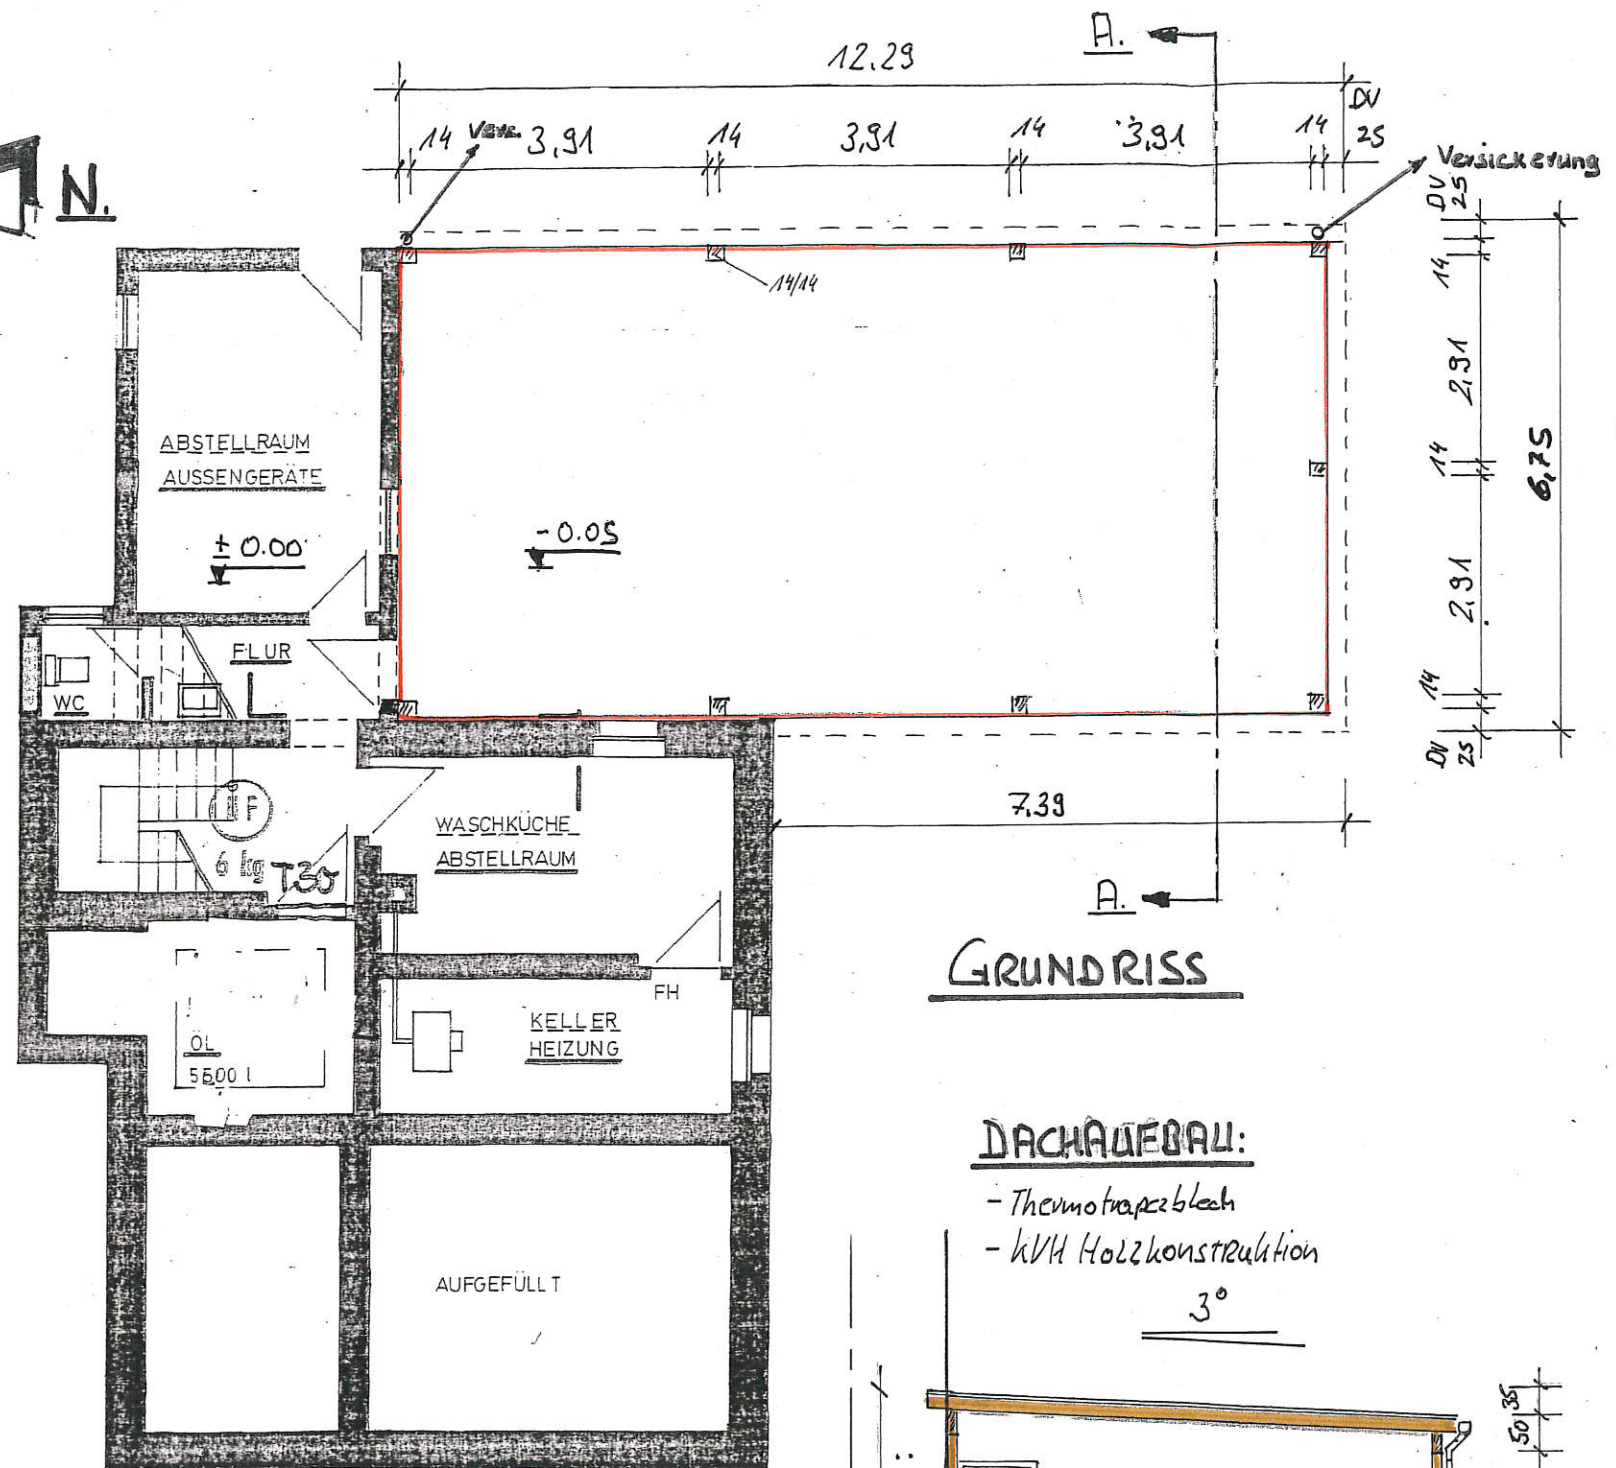 A.
12.29
DV
25
14
Vers.
3,91
14
3,91
14
3,91
14
Versickerung
N.
DV
25
14
14/14
2,91
ABSTELLRAUM
AUSSENGERÄTE
14
6,75
± 0.00
- 0.05
2,91
FLUR
WC
14
DV
25
7.39
F
6 kg T30
WASCHKÜCHE
ABSTELLRAUM
A.
GRUNDRISS
FH
KELLER
HEIZUNG
ÖL
5600 l
DACHAUFBAU:
- Thermotrapezblech
- KVH Holzkonstruktion
AUFGEFÜLLT
3°
35
50